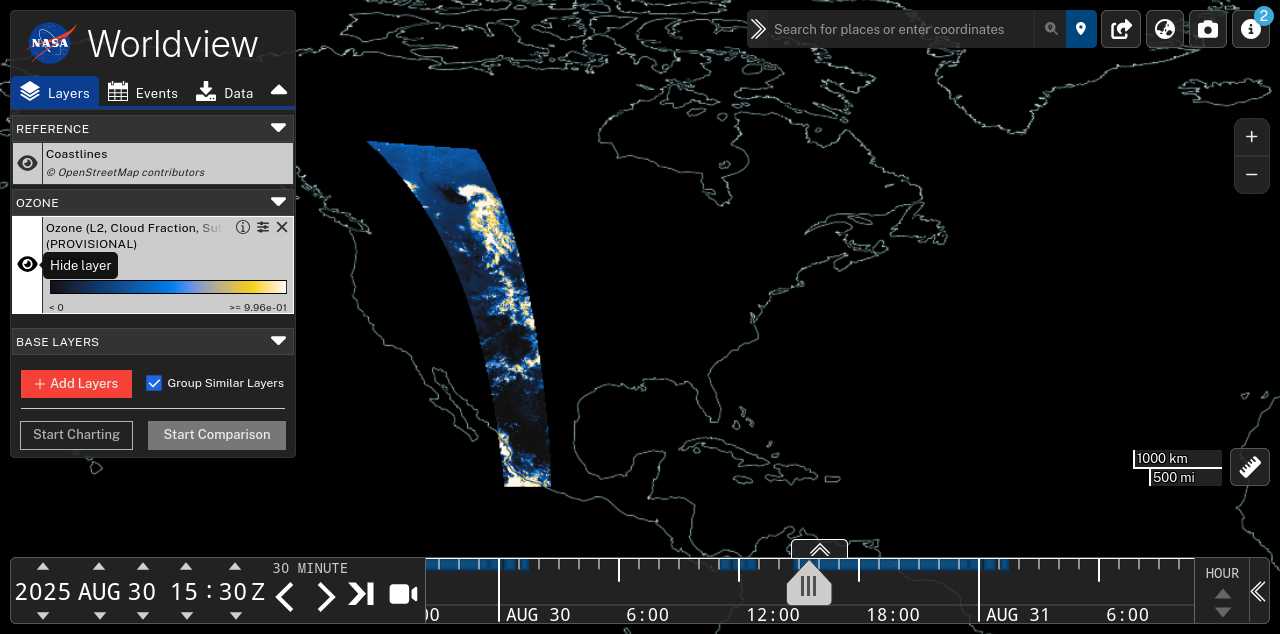 NASA Worldview
Search for places or enter coordinates
2
Layers
Events
Data
REFERENCE
Coastlines
© OpenStreetMap contributors
OZONE
Ozone (L2, Cloud Fraction, Su
(PROVISIONAL)
Hide layer
< 0
>= 9.96e-01
BASE LAYERS
+ Add Layers
Group Similar Layers
Start Charting
Start Comparison
1000 km
500 mi
2025 AUG 30 15 : 30 Z
30 MINUTE
00
AUG 30
6:00
12:00
18:00
AUG 31
6:00
HOUR